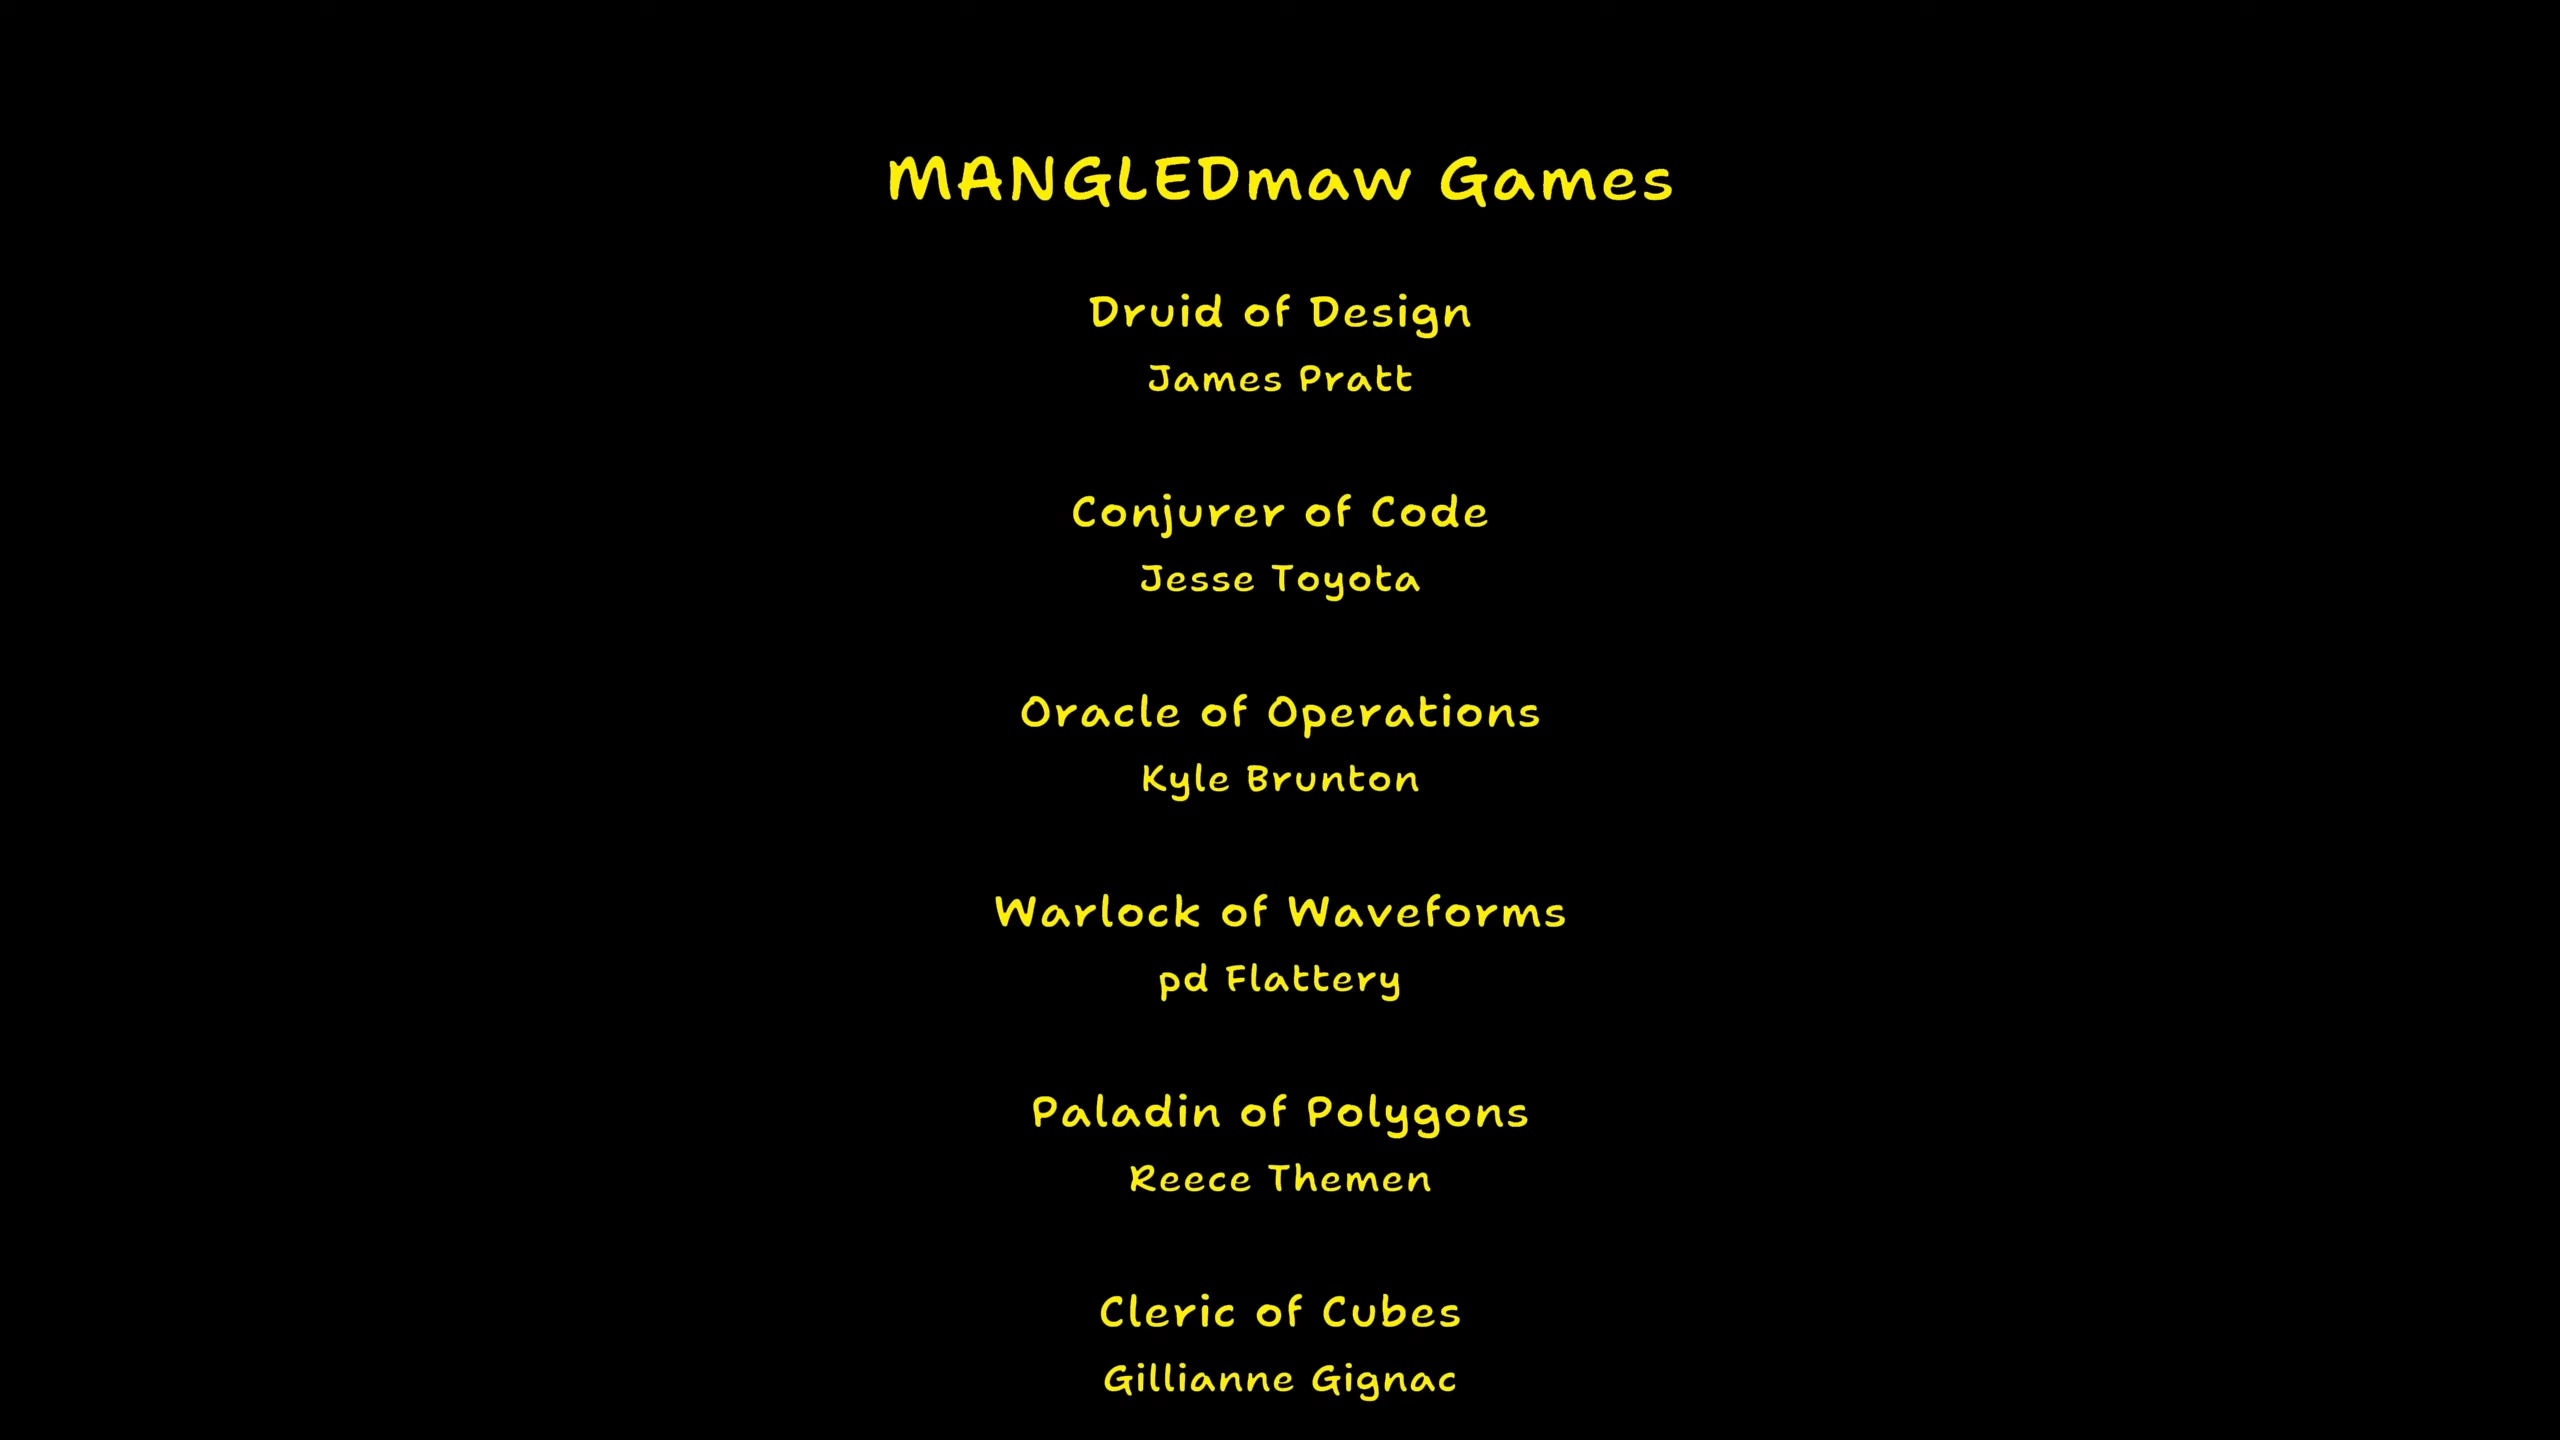 MANGLEDmaw Games
Druid of Design
James Pratt
Conjurer of Code
Jesse Toyota
Oracle of Operations
Kyle Brunton
Warlock of Waveforms
pd Flattery
Paladin of Polygons
Reece Themen
Cleric of Cubes
Gillianne Gignac